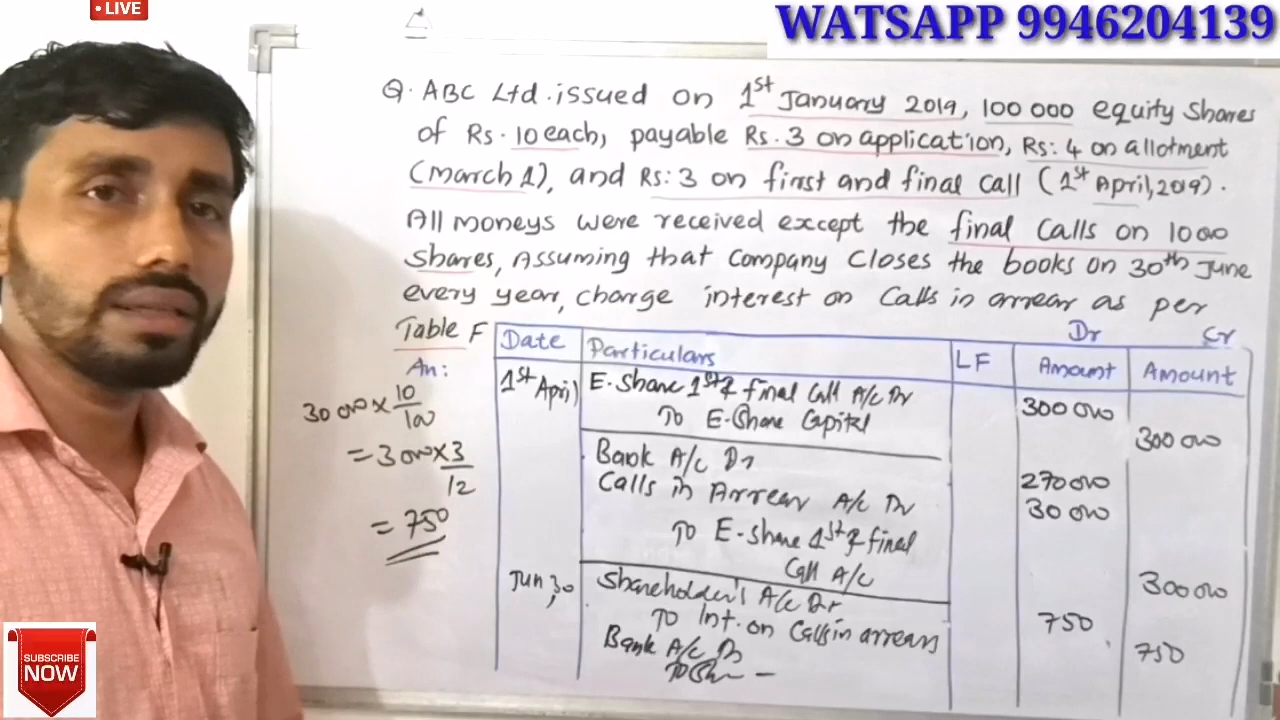 LIVE
WATSAPP 9946204139
Q. ABC Ltd. issued on 1st January 2019, 100 000 equity shares
of Rs. 10 each, payable Rs. 3 on application, Rs: 4 on allotment
(March 1), and Rs: 3 on first and final call (1st April, 2019).
All moneys were received except the final calls on 1000
shares, Assuming that company closes the books on 30th June
every year, charge interest on calls in arrear as per
Table F
An:
30000 x 10/100
= 3000 x 3/12
= 750
Dr Cr
Date Particulars LF Amount Amount
1st April E. Share 1st & final Call A/c Dr 300 000
To E-Share Capital 300 000
Bank A/c Dr 270 000
Calls in Arrear A/c Dr 30 000
To E-share 1st & final
Call A/c 300 000
Jun, 30 Shareholder's A/c Dr 750
To Int. on Calls in arrears 750
Bank A/c Dr
To
SUBSCRIBE
NOW